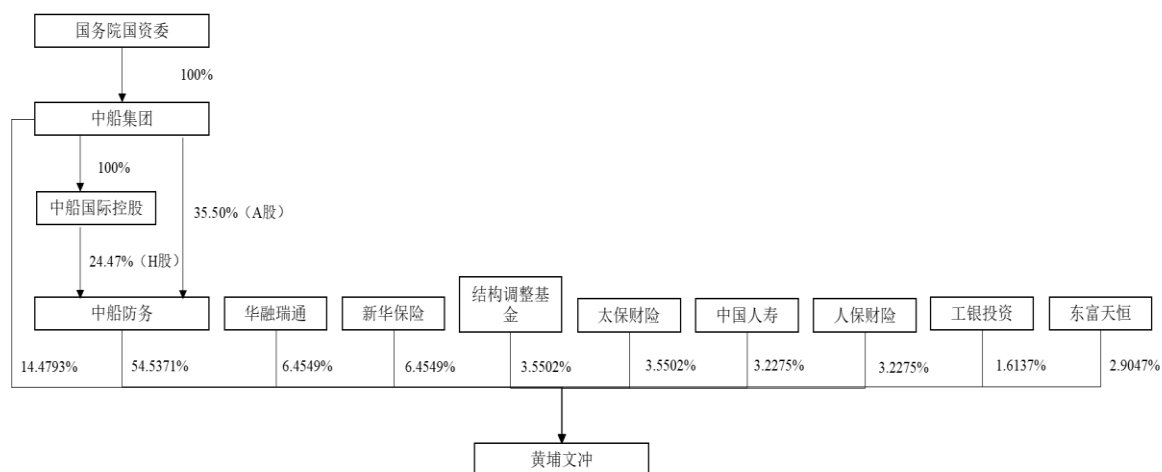 国务院国资委
100%
中船集团
100%
中船国际控股
35.50%（A股）
24.47%（H股）
中船防务
华融瑞通
新华保险
结构调整基
金
太保财险
中国人寿
人保财险
工银投资
东富天恒
14.4793%
54.5371%
6.4549%
6.4549%
3.5502%
3.5502%
3.2275%
3.2275%
1.6137%
2.9047%
黄埔文冲